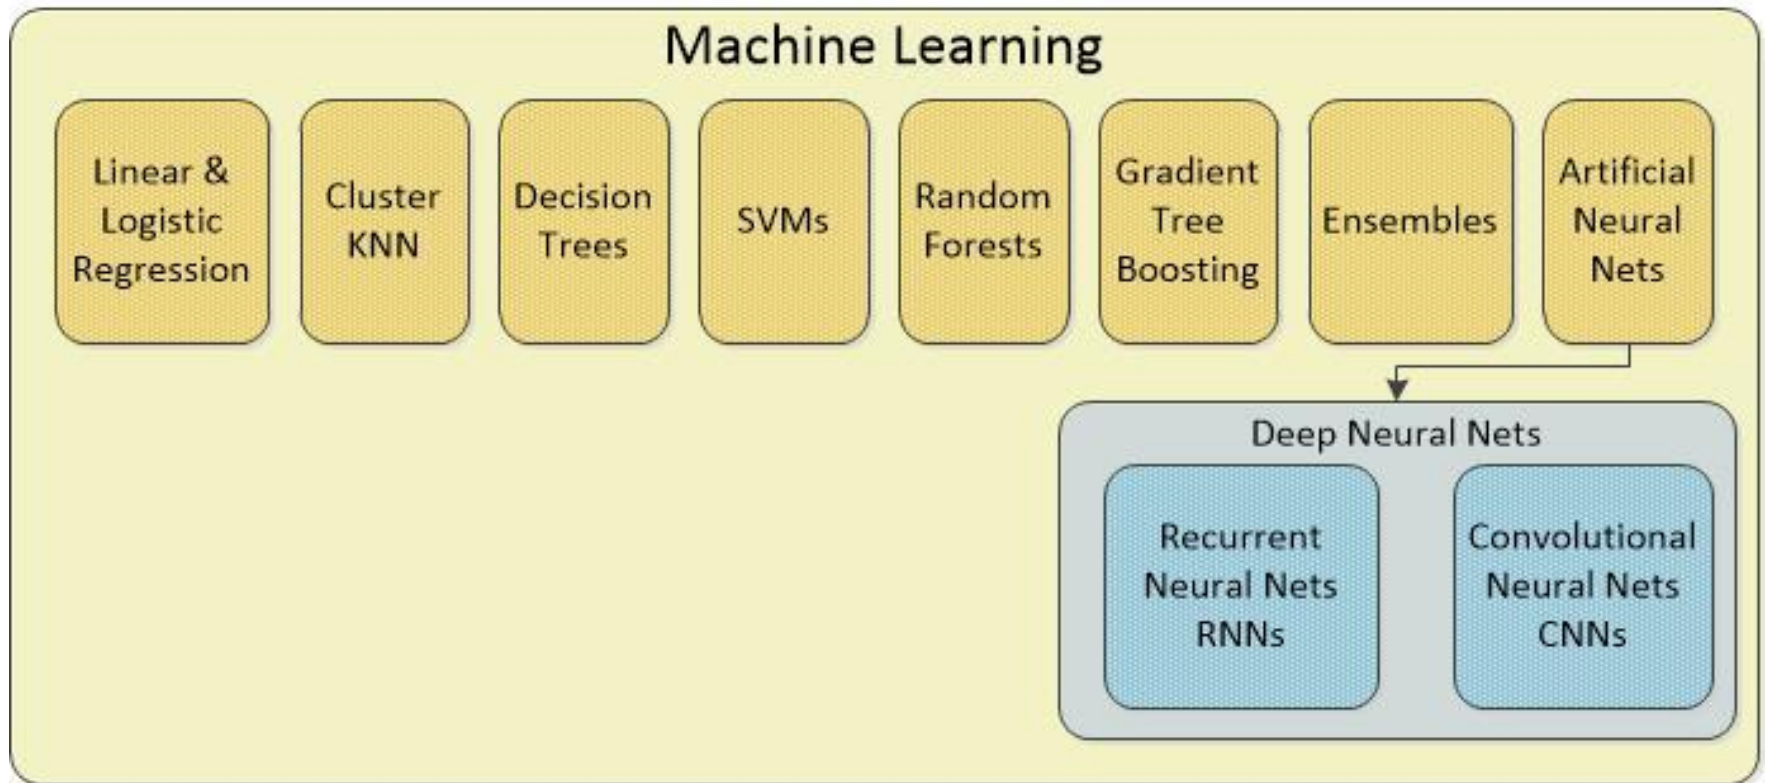 Machine Learning
Linear &
Logistic
Regression
Cluster
KNN
Decision
Trees
SVMs
Random
Forests
Gradient
Tree
Boosting
Ensembles
Artificial
Neural
Nets
Deep Neural Nets
Recurrent
Neural Nets
RNNs
Convolutional
Neural Nets
CNNs